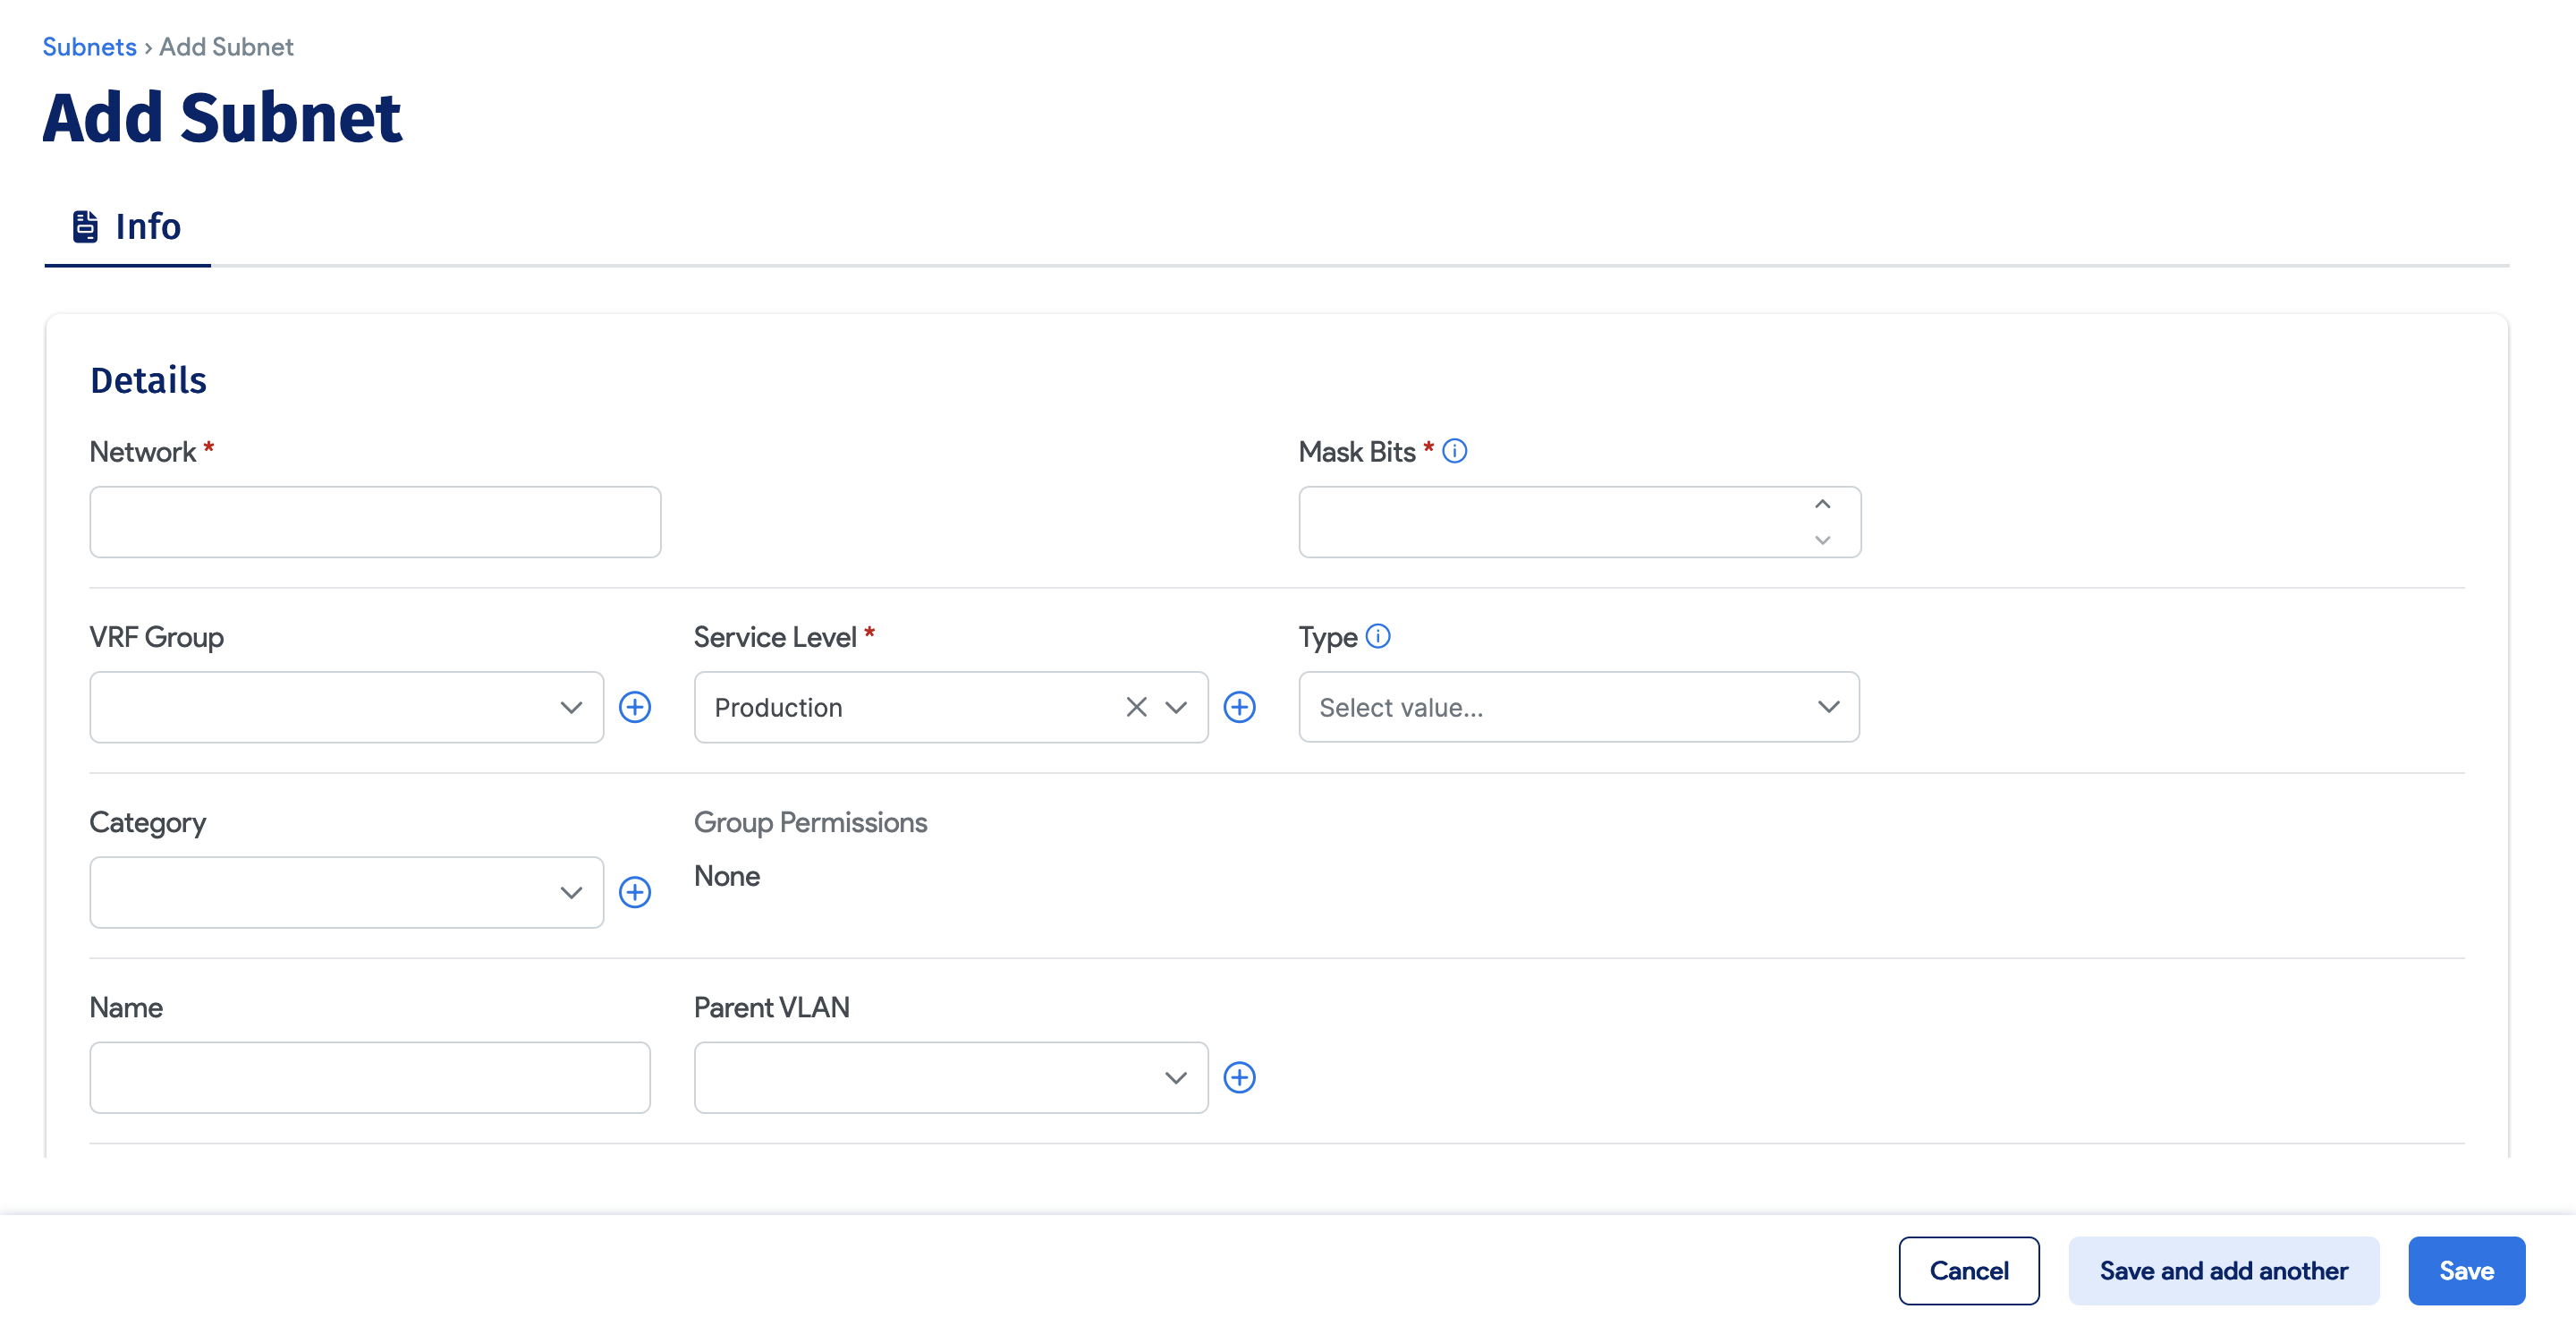 Subnets › Add Subnet
Add Subnet
Info
Details
Network *
Mask Bits *
VRF Group
Service Level *
Type
Production
Select value...
Category
Group Permissions
None
Name
Parent VLAN
Cancel
Save and add another
Save